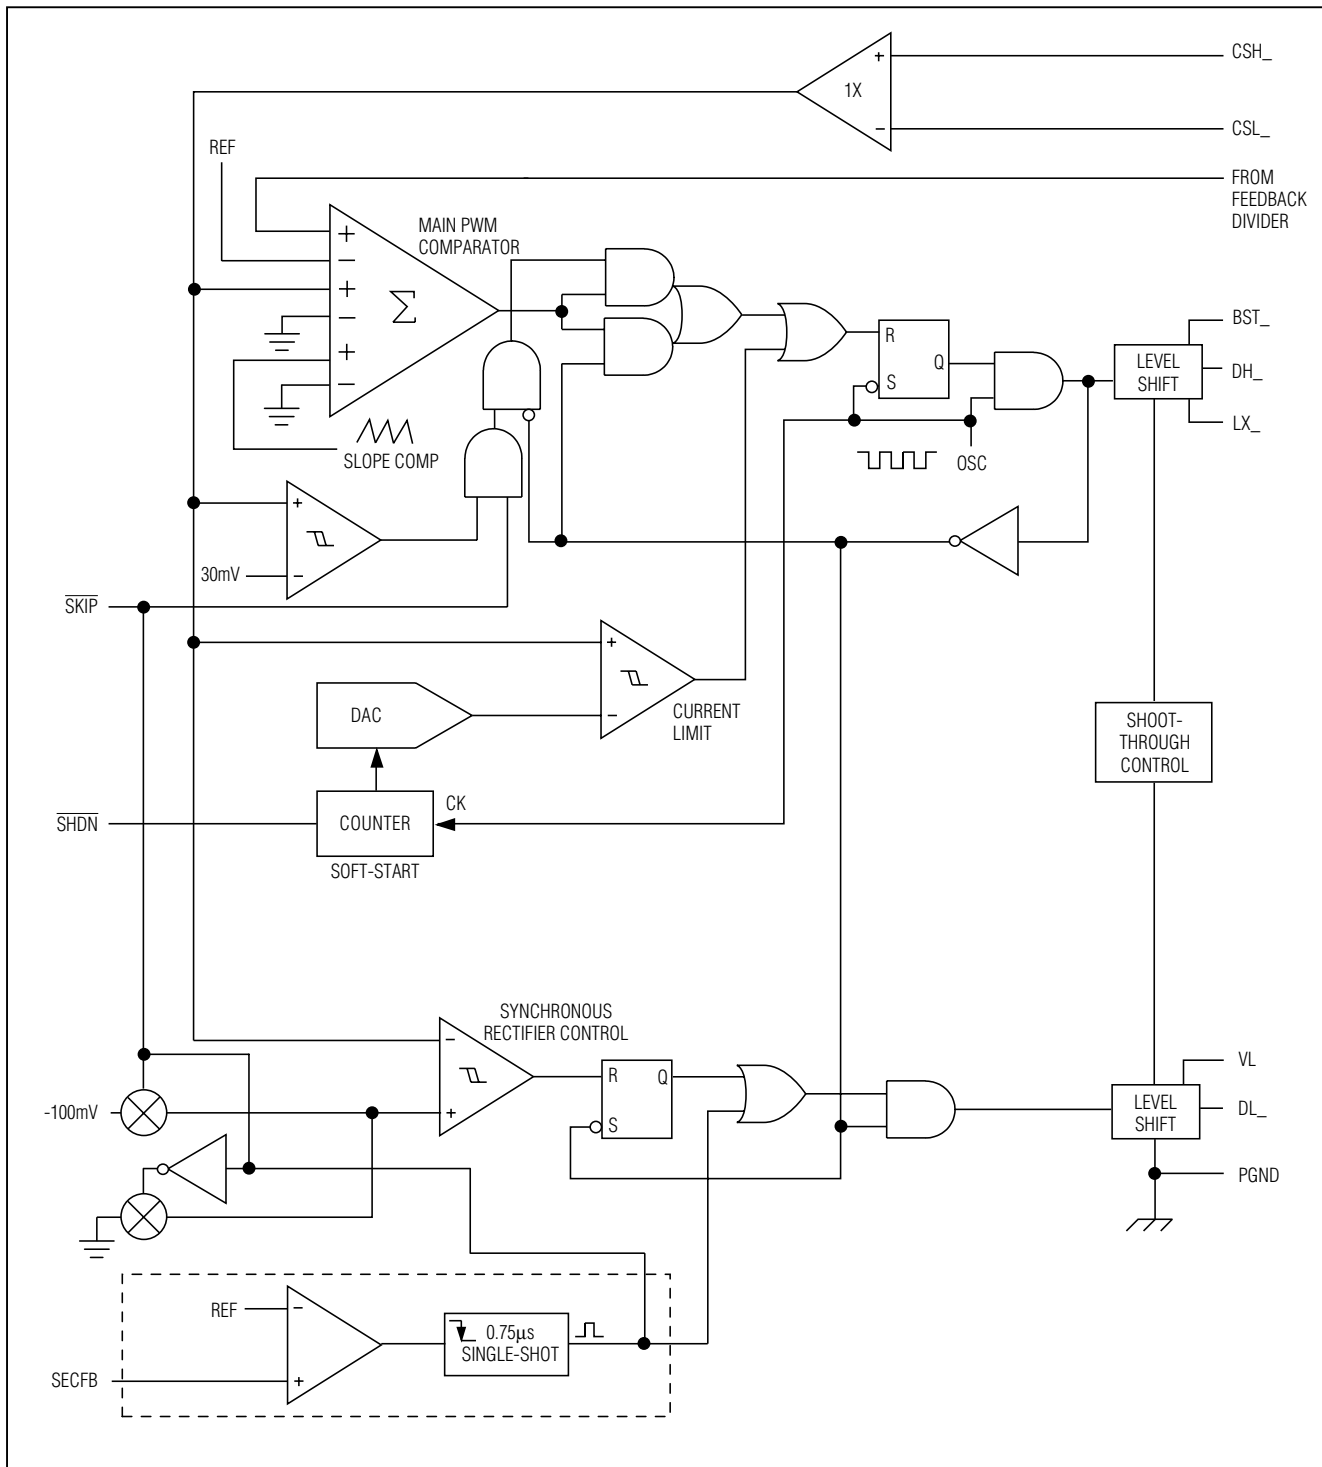 CSH_
+
1X
−
CSL_
REF
FROM
FEEDBACK
DIVIDER
MAIN PWM
COMPARATOR
+
−
+
−
+
−
Σ
SLOPE COMP
R
Q
S
OSC
BST_
LEVEL
SHIFT
DH_
LX_
+
30mV
−
SKIP
+
−
CURRENT
LIMIT
DAC
SHOOT-
THROUGH
CONTROL
SHDN
COUNTER
CK
SOFT-START
SYNCHRONOUS
RECTIFIER CONTROL
−
+
R
Q
S
-100mV
VL
LEVEL
SHIFT
DL_
PGND
REF
−
0.75μs
SINGLE-SHOT
SECFB
+